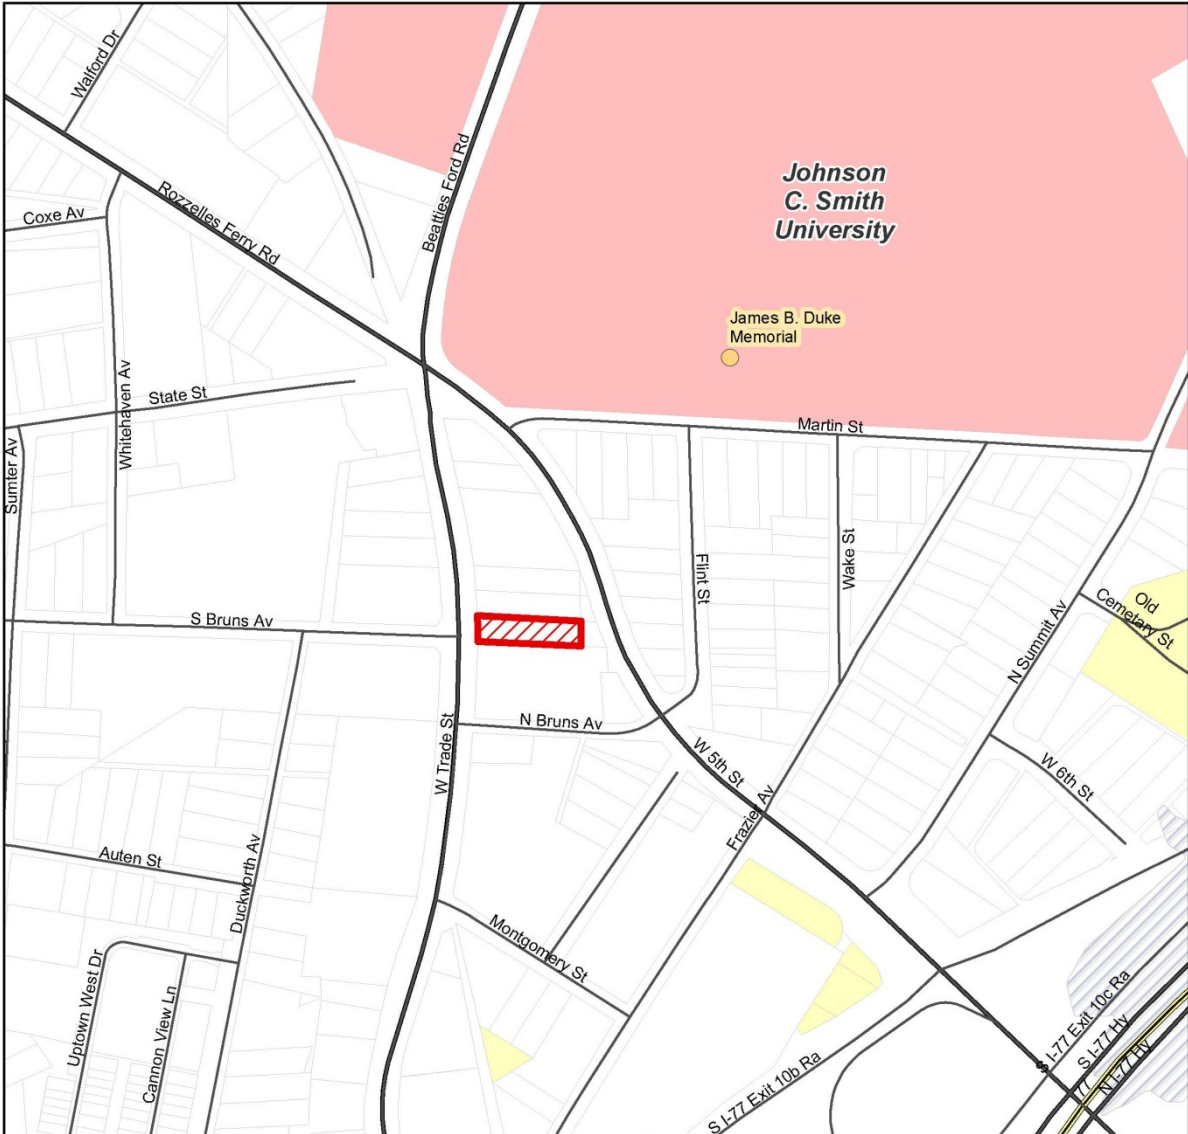 Walford Dr
Rozzelles Ferry Rd
Beatties Ford Rd
Coxe Av
Johnson
C. Smith
University
James B. Duke
Memorial
Whitehaven Av
State St
Sumter Av
Martin St
Flint St
Wake St
S Bruns Av
N Summit Av
Old
Cemetary St
N Bruns Av
W Trade St
W 5th St
W 6th St
Frazier Av
Auten St
Duckworth Av
Montgomery St
Uptown West Dr
Cannon View Ln
S I-77 Exit 10b Ra
I-77 Exit 10c Ra
S I-77 Hy
N I-77 Hy